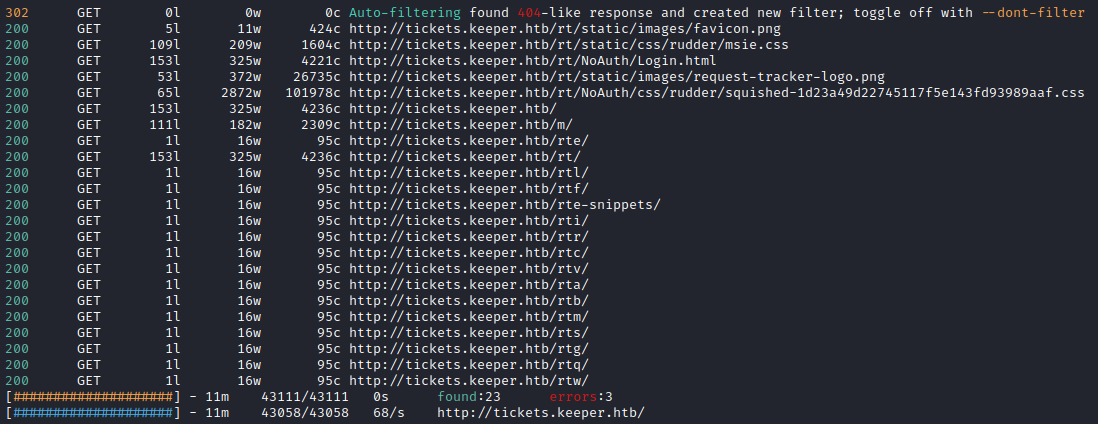 302 GET 0l 0w 0c Auto-filtering found 404-like response and created new filter; toggle off with --dont-filter
200 GET 5l 11w 424c http://tickets.keeper.htb/rt/static/images/favicon.png
200 GET 109l 209w 1604c http://tickets.keeper.htb/rt/static/css/rudder/msie.css
200 GET 153l 325w 4221c http://tickets.keeper.htb/rt/NoAuth/Login.html
200 GET 53l 372w 26735c http://tickets.keeper.htb/rt/static/images/request-tracker-logo.png
200 GET 65l 2872w 101978c http://tickets.keeper.htb/rt/NoAuth/css/rudder/squished-1d23a49d22745117f5e143fd93989aaf.css
200 GET 153l 325w 4236c http://tickets.keeper.htb/
200 GET 111l 182w 2309c http://tickets.keeper.htb/m/
200 GET 1l 16w 95c http://tickets.keeper.htb/rte/
200 GET 153l 325w 4236c http://tickets.keeper.htb/rt/
200 GET 1l 16w 95c http://tickets.keeper.htb/rtl/
200 GET 1l 16w 95c http://tickets.keeper.htb/rtf/
200 GET 1l 16w 95c http://tickets.keeper.htb/rte-snippets/
200 GET 1l 16w 95c http://tickets.keeper.htb/rti/
200 GET 1l 16w 95c http://tickets.keeper.htb/rtr/
200 GET 1l 16w 95c http://tickets.keeper.htb/rtc/
200 GET 1l 16w 95c http://tickets.keeper.htb/rtv/
200 GET 1l 16w 95c http://tickets.keeper.htb/rta/
200 GET 1l 16w 95c http://tickets.keeper.htb/rtb/
200 GET 1l 16w 95c http://tickets.keeper.htb/rtm/
200 GET 1l 16w 95c http://tickets.keeper.htb/rts/
200 GET 1l 16w 95c http://tickets.keeper.htb/rtg/
200 GET 1l 16w 95c http://tickets.keeper.htb/rtq/
200 GET 1l 16w 95c http://tickets.keeper.htb/rtw/
[####################] - 11m 43111/43111 0s found:23 errors:3
[####################] - 11m 43058/43058 68/s http://tickets.keeper.htb/